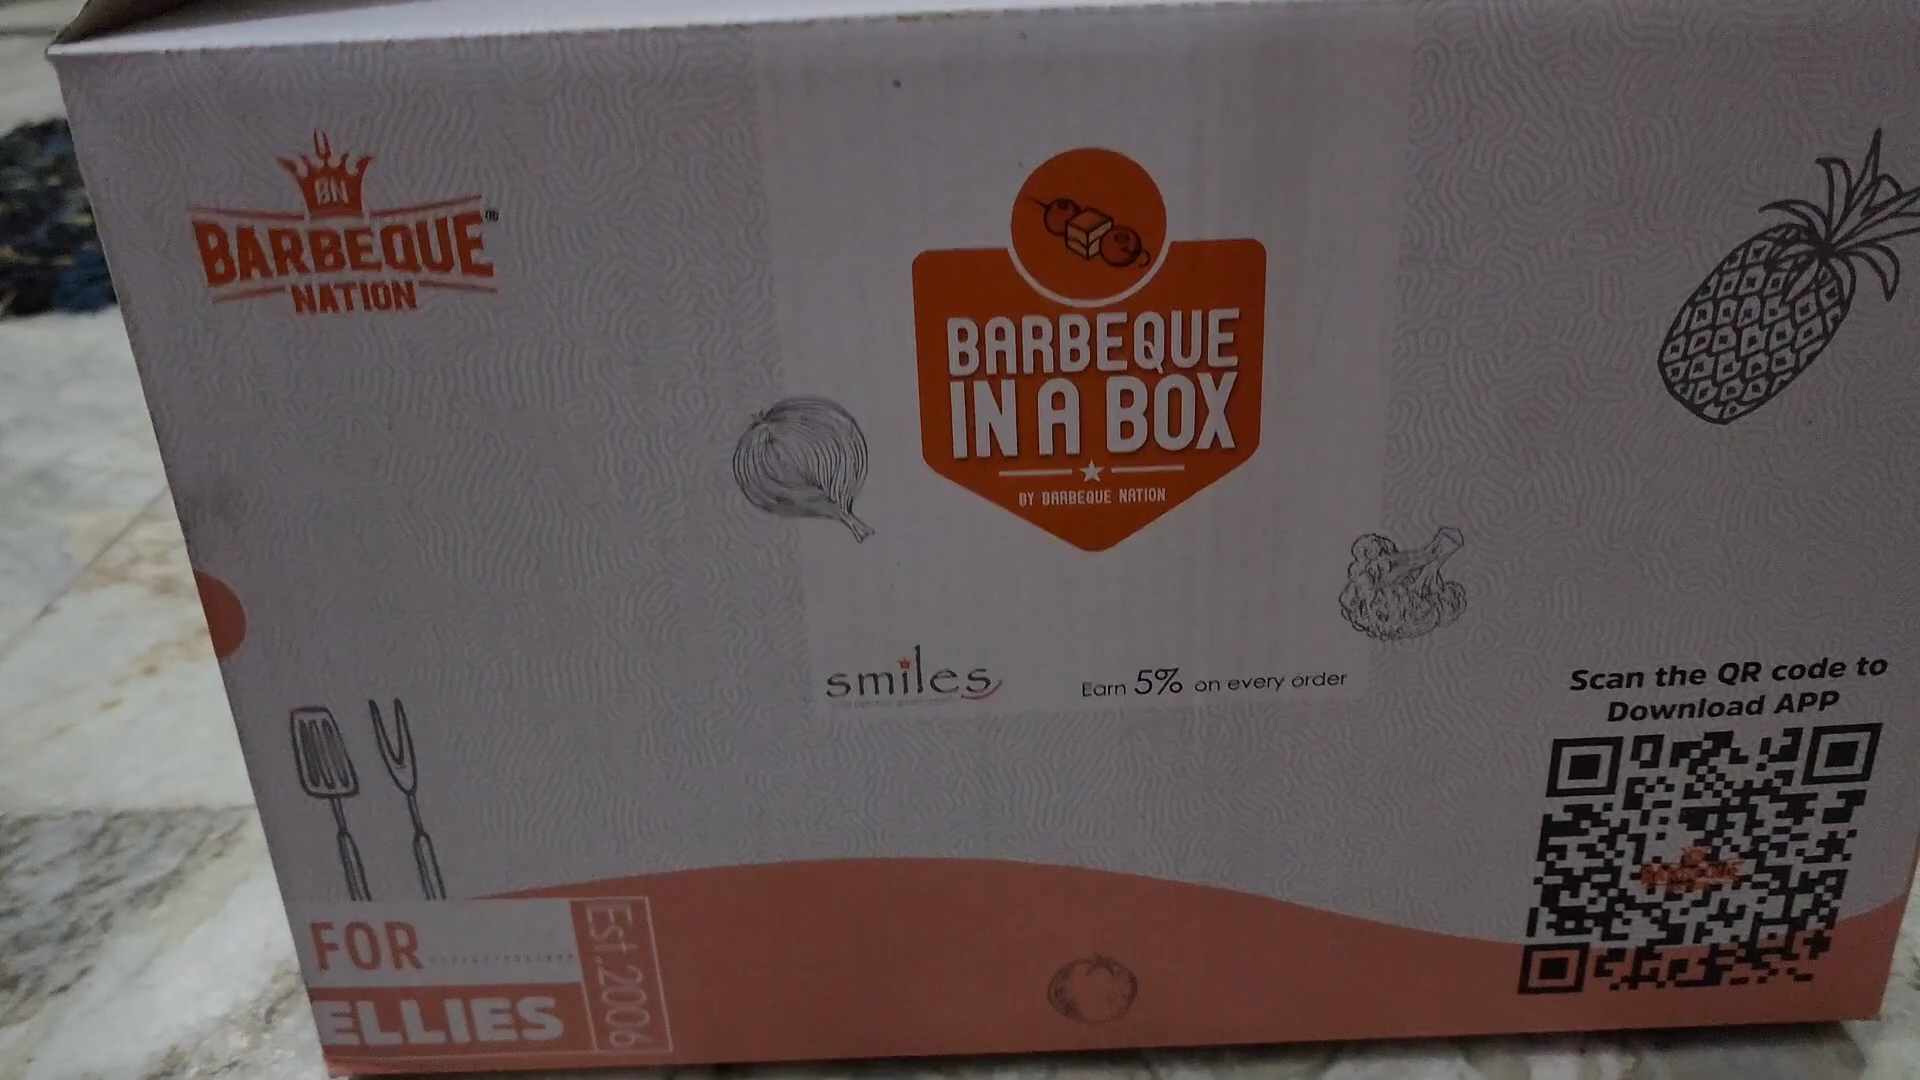 BN
BARBEQUE®
NATION
BARBEQUE
IN A BOX
BY BARBEQUE NATION
smiles
Earn 5% on every order
Scan the QR code to
Download APP
FOR
ELLIES
Est.2006